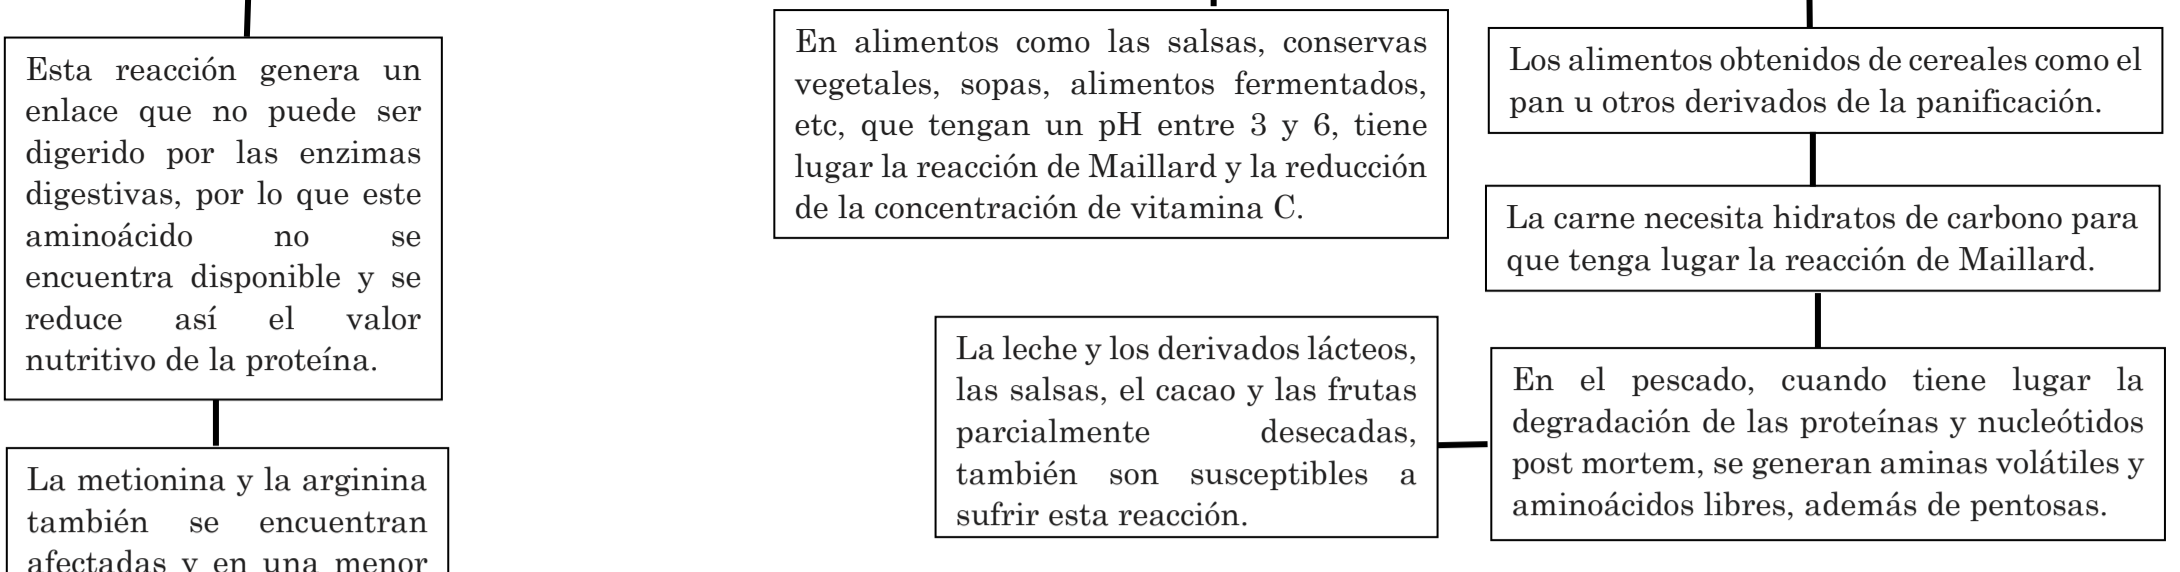 Esta reacción genera un
enlace que no puede ser
digerido por las enzimas
digestivas, por lo que este
aminoácido no se
encuentra disponible y se
reduce así el valor
nutritivo de la proteína.
La metionina y la arginina
también se encuentran
afectadas y en una menor
En alimentos como las salsas, conservas
vegetales, sopas, alimentos fermentados,
etc, que tengan un pH entre 3 y 6, tiene
lugar la reacción de Maillard y la reducción
de la concentración de vitamina C.
Los alimentos obtenidos de cereales como el
pan u otros derivados de la panificación.
La carne necesita hidratos de carbono para
que tenga lugar la reacción de Maillard.
En el pescado, cuando tiene lugar la
degradación de las proteínas y nucleótidos
post mortem, se generan aminas volátiles y
aminoácidos libres, además de pentosas.
La leche y los derivados lácteos,
las salsas, el cacao y las frutas
parcialmente desecadas,
también son susceptibles a
sufrir esta reacción.